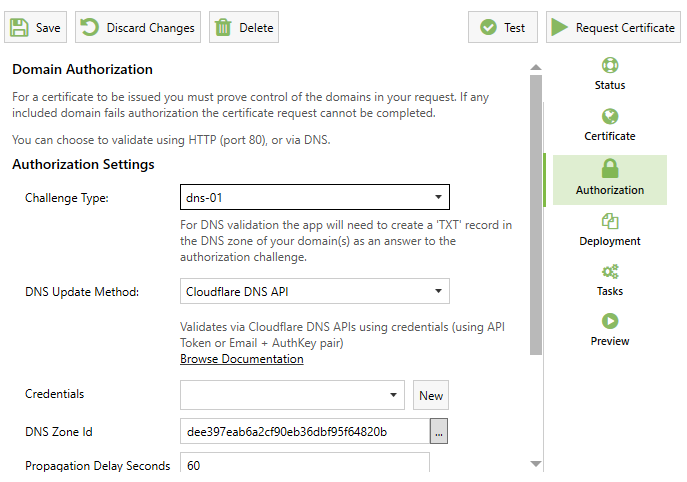 Save
Discard Changes
Delete
Test
Request Certificate
Domain Authorization
For a certificate to be issued you must prove control of the domains in your request. If any
included domain fails authorization the certificate request cannot be completed.
You can choose to validate using HTTP (port 80), or via DNS.
Authorization Settings
Challenge Type:
dns-01
For DNS validation the app will need to create a 'TXT' record in
the DNS zone of your domain(s) as an answer to the
authorization challenge.
DNS Update Method:
Cloudflare DNS API
Validates via Cloudflare DNS APIs using credentials (using API
Token or Email + AuthKey pair)
Browse Documentation
Credentials
New
DNS Zone Id
dee397eab6a2cf90eb36dbf95f64820b
...
Propagation Delay Seconds
60
Status
Certificate
Authorization
Deployment
Tasks
Preview